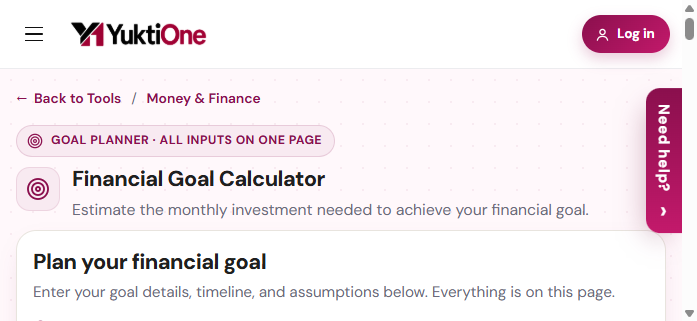 YuktiOne
Log in
← Back to Tools / Money & Finance
GOAL PLANNER · ALL INPUTS ON ONE PAGE
Financial Goal Calculator
Estimate the monthly investment needed to achieve your financial goal.
Need help? ›
Plan your financial goal
Enter your goal details, timeline, and assumptions below. Everything is on this page.